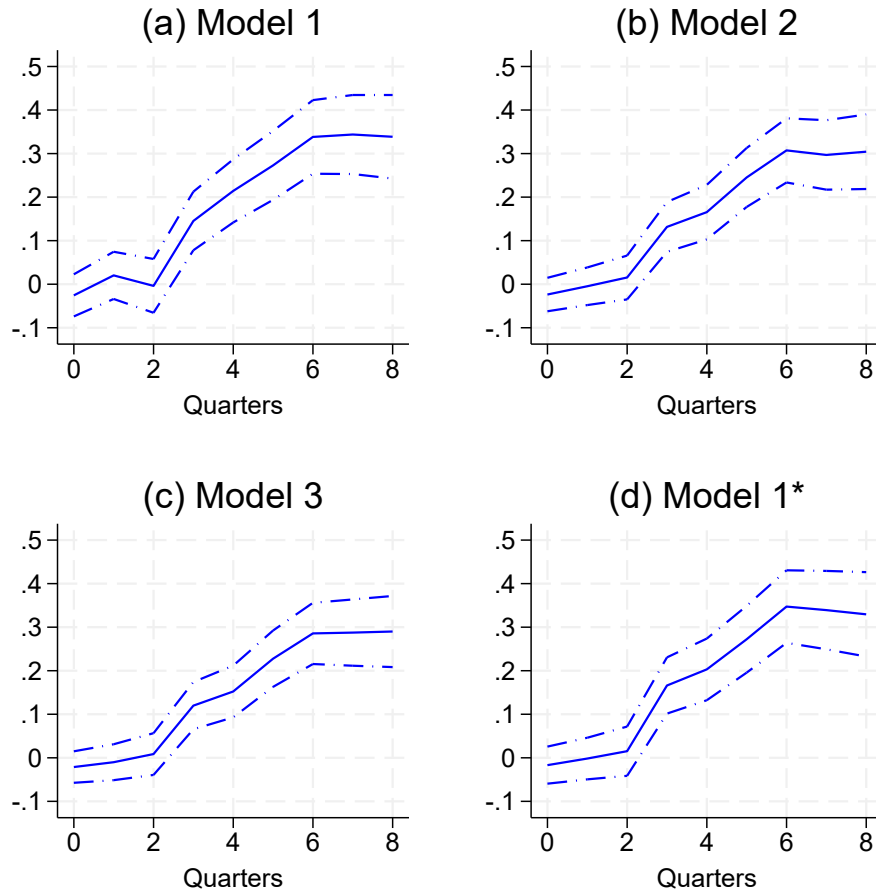 (a) Model 1
.5
.4
.3
.2
.1
0
-.1
0 2 4 6 8
Quarters
(b) Model 2
.5
.4
.3
.2
.1
0
-.1
0 2 4 6 8
Quarters
(c) Model 3
.5
.4
.3
.2
.1
0
-.1
0 2 4 6 8
Quarters
(d) Model 1*
.5
.4
.3
.2
.1
0
-.1
0 2 4 6 8
Quarters